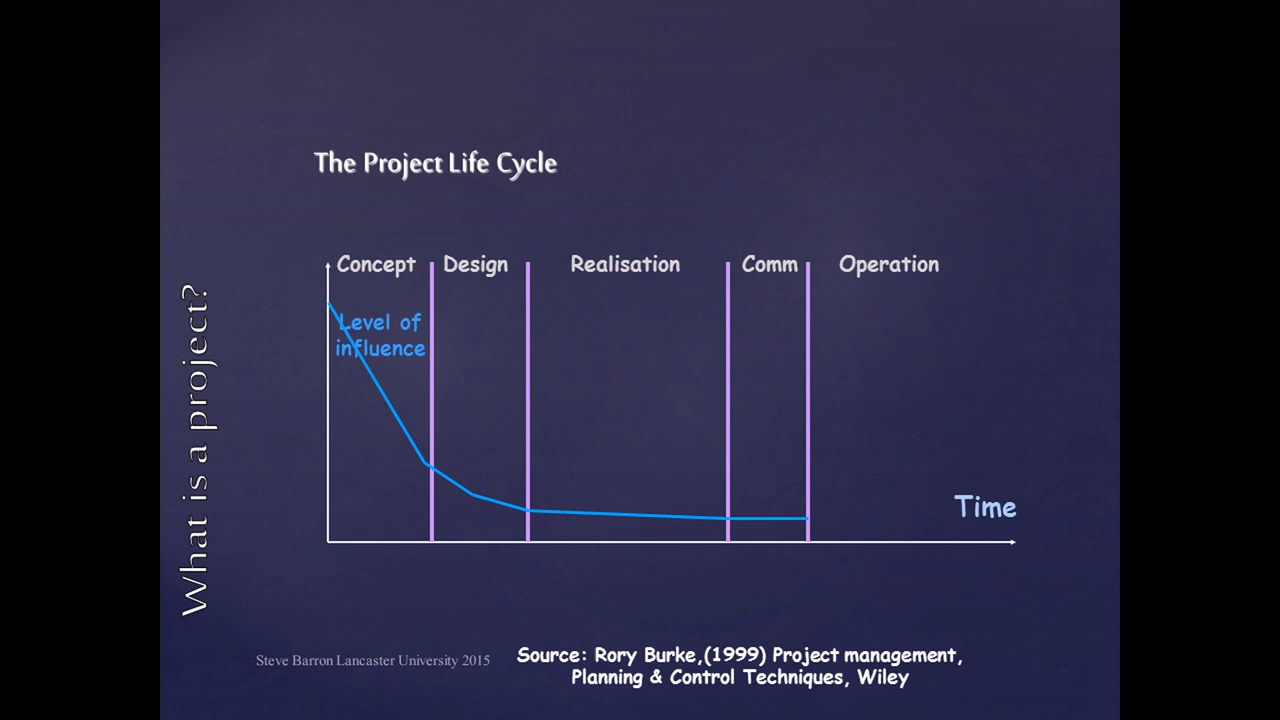 The Project Life Cycle
Concept
Design
Realisation
Comm
Operation
Level of
influence
What is a project?
Time
Steve Barron Lancaster University 2015
Source: Rory Burke,(1999) Project management,
Planning & Control Techniques, Wiley